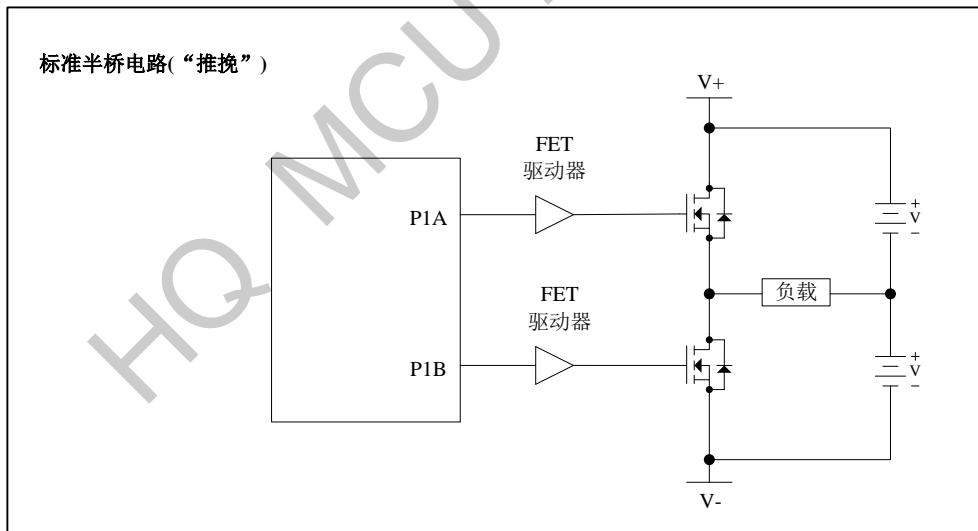 标准半桥电路(“推挽”)
HQ MCU
V+
FET
驱动器
P1A
+
V
−
FET
驱动器
负载
P1B
+
V
−
V-